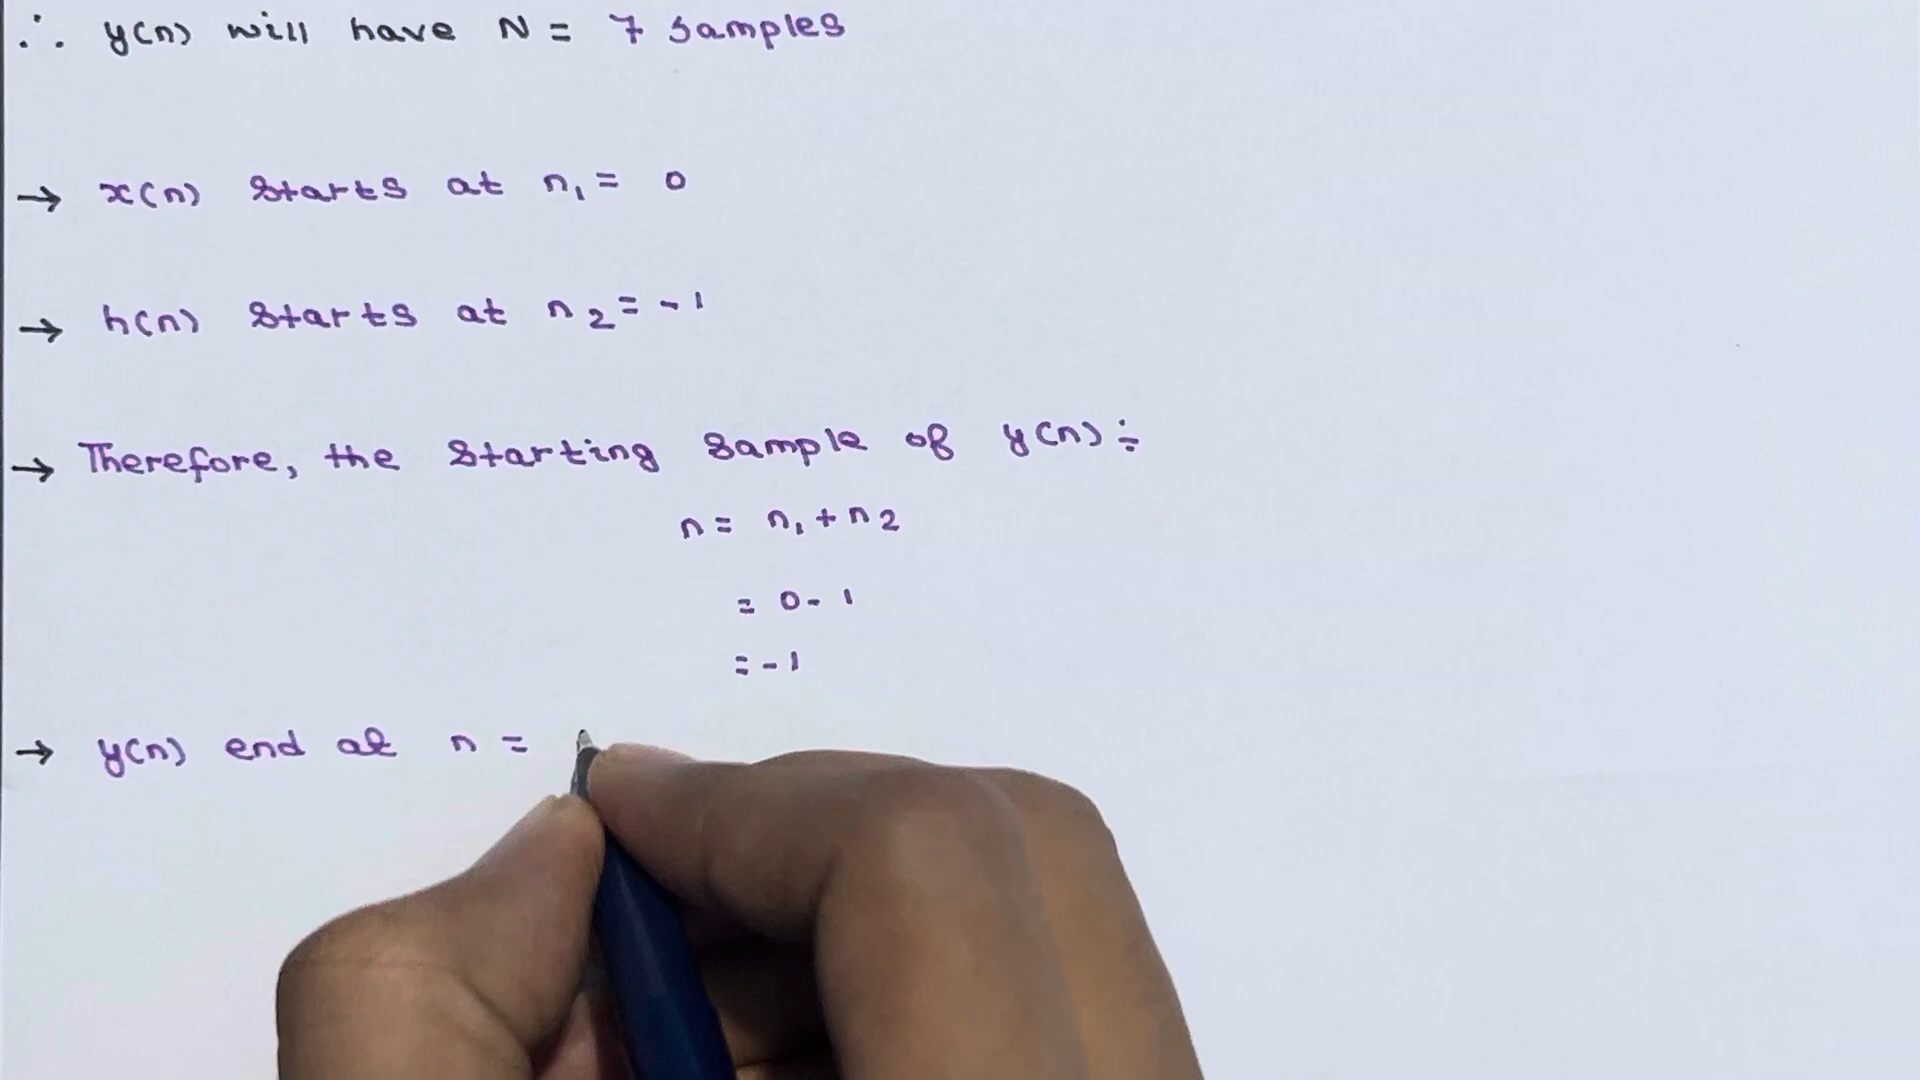 ∴ y(n) will have N = 7 samples
→ x(n) starts at n₁ = 0
→ h(n) starts at n₂ = -1
→ Therefore, the starting sample of y(n) ÷
n = n₁ + n₂
= 0 - 1
= -1
→ y(n) end at n =